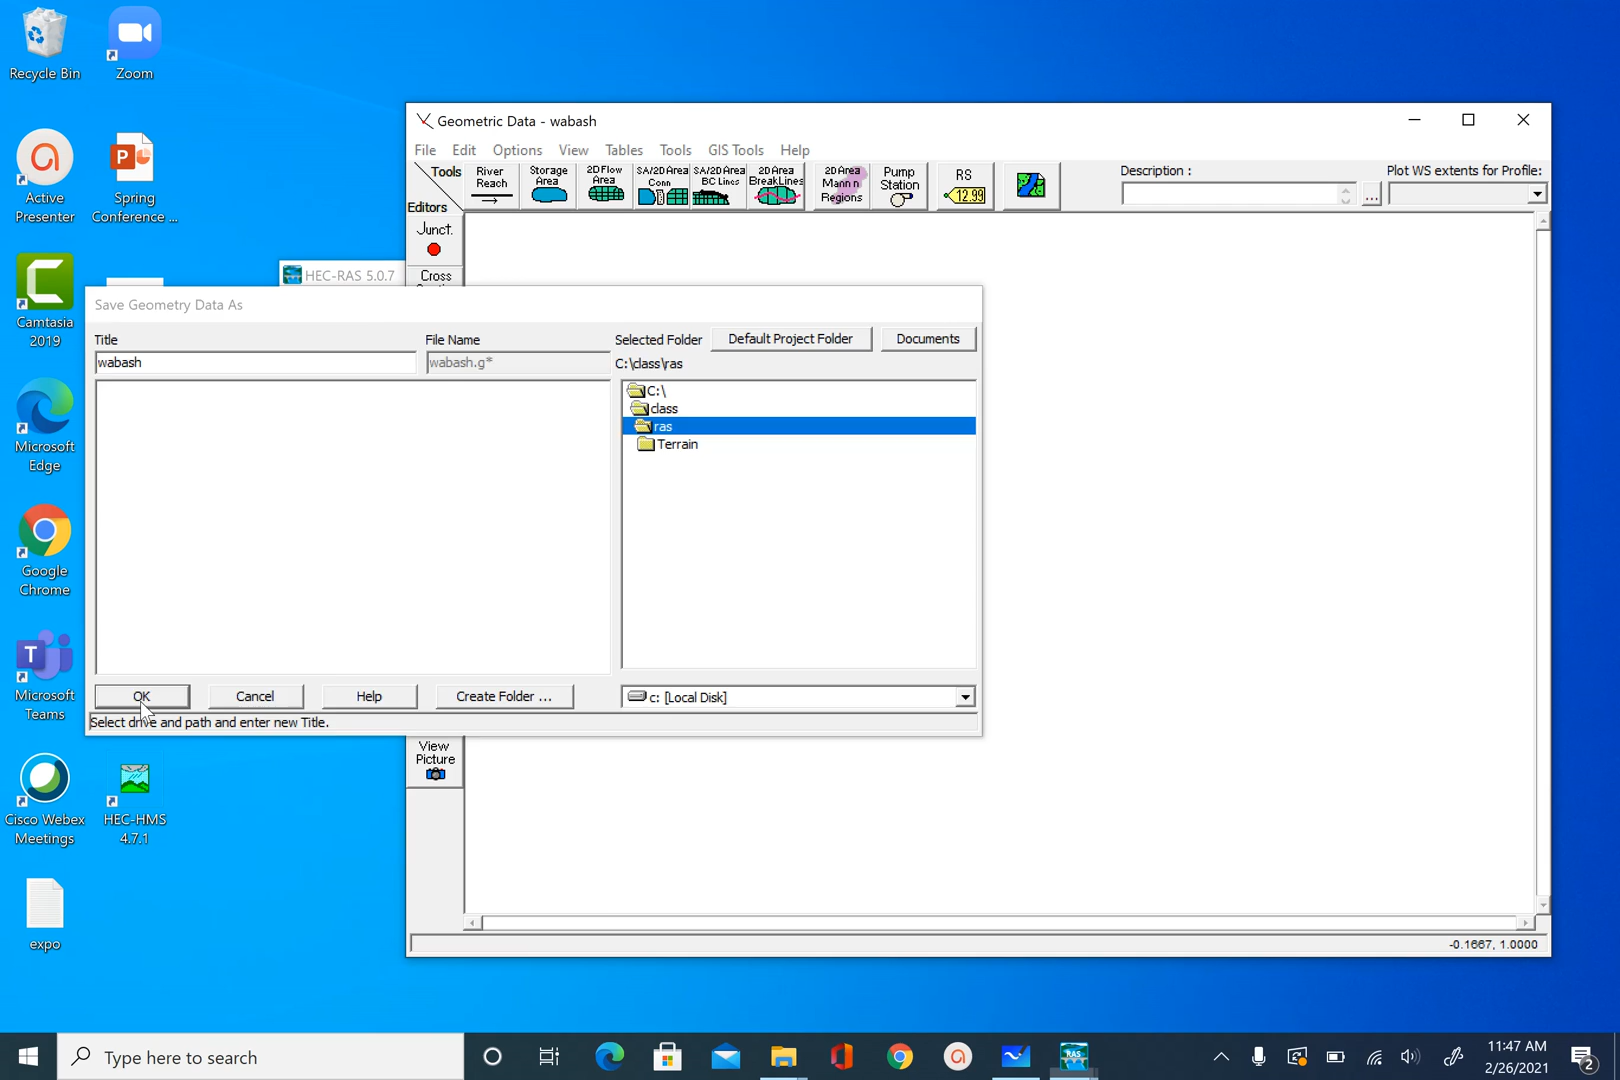 Recycle Bin
Zoom
Active
Presenter
Spring
Conference ...
Camtasia
2019
Microsoft
Edge
Google
Chrome
Microsoft
Teams
Cisco Webex
Meetings
HEC-HMS
4.7.1
expo
HEC-RAS 5.0.7
Geometric Data - wabash
File Edit Options View Tables Tools GIS Tools Help
Tools
Editors
River
Reach
Storage
Area
2D Flow
Area
SA/2D Area
Conn
SA/2D Area
BC Lines
2D Area
BreakLines
2D Area
Mann n
Regions
Pump
Station
RS
12.99
Description :
...
Plot WS extents for Profile:
Junct.
Cross
Save Geometry Data As
Title
File Name
Selected Folder
Default Project Folder
Documents
wabash
wabash.g*
C:\class\ras
C:\
class
ras
Terrain
OK
Cancel
Help
Create Folder ...
c: [Local Disk]
Select drive and path and enter new Title.
View
Picture
-0.1667, 1.0000
Type here to search
RAS
11:47 AM
2/26/2021
2